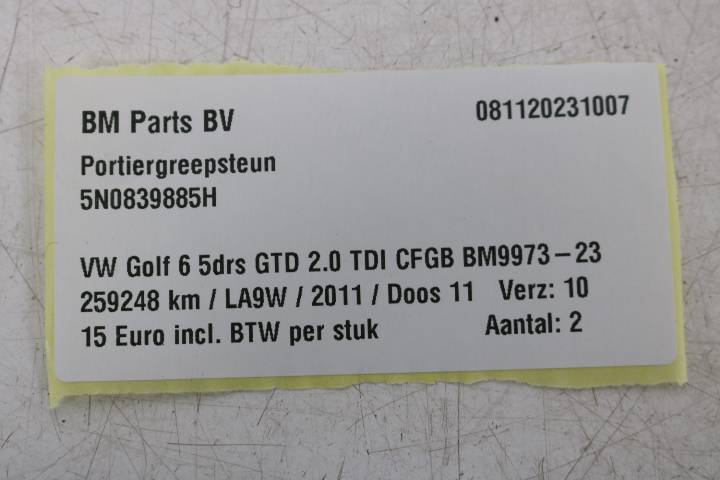 BM Parts BV 081120231007
Portiergreepsteun
5N0839885H
VW Golf 6 5drs GTD 2.0 TDI CFGB BM9973-23
259248 km / LA9W / 2011 / Doos 11 Verz: 10
15 Euro incl. BTW per stuk Aantal: 2